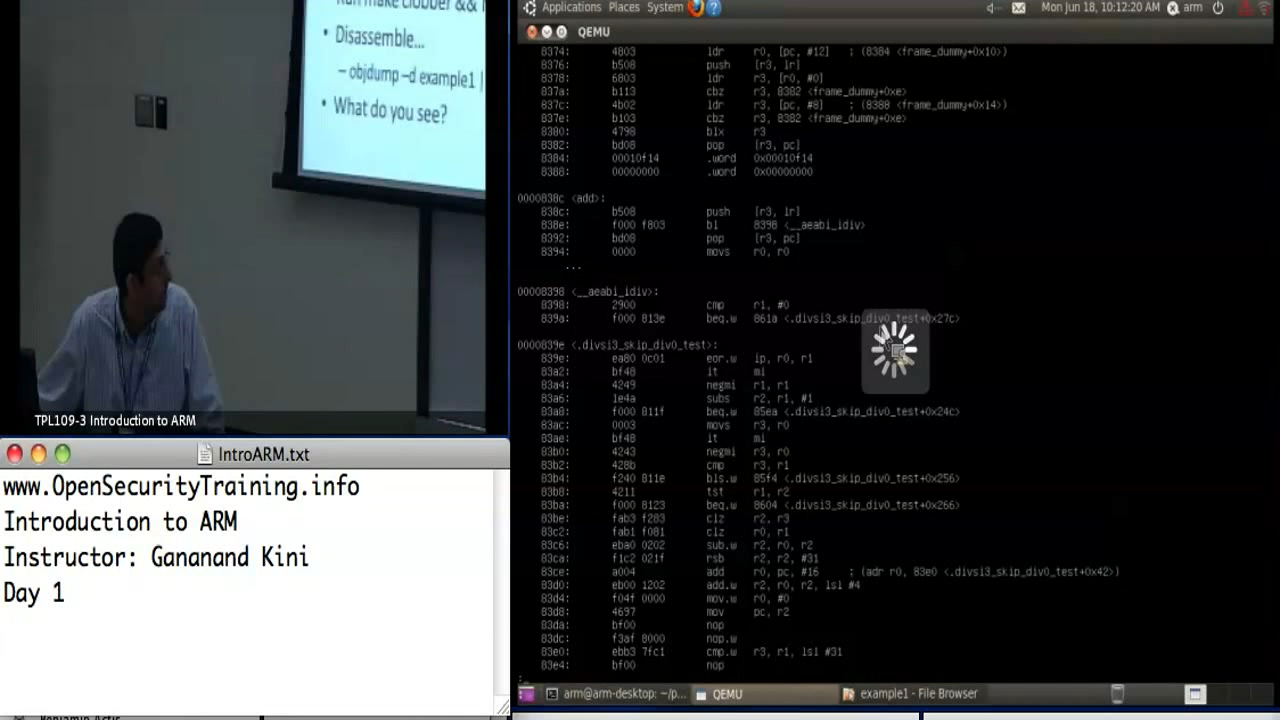 Run make clobber &&
• Disassemble...
– objdump –d example1 |
• What do you see?
TPL109-3 Introduction to ARM
IntroARM.txt
www.OpenSecurityTraining.info
Introduction to ARM
Instructor: Gananand Kini
Day 1
Applications Places System
Mon Jun 18, 10:12:20 AM arm
QEMU
8374: 4803 ldr r0, [pc, #12] ; (8384 <frame_dummy+0x10>)
8376: b508 push {r3, lr}
8378: 6803 ldr r3, [r0, #0]
837a: b113 cbz r3, 8382 <frame_dummy+0xe>
837c: 4b02 ldr r3, [pc, #8] ; (8388 <frame_dummy+0x14>)
837e: b103 cbz r3, 8382 <frame_dummy+0xe>
8380: 4798 blx r3
8382: bd08 pop {r3, pc}
8384: 00010f14 .word 0x00010f14
8388: 00000000 .word 0x00000000
0000838c <add>:
838c: b508 push {r3, lr}
838e: f000 f803 bl 8398 <__aeabi_idiv>
8392: bd08 pop {r3, pc}
8394: 0000 movs r0, r0
...
00008398 <__aeabi_idiv>:
8398: 2900 cmp r1, #0
839a: f000 813e beq.w 861a <.divsi3_skip_div0_test+0x27c>
0000839e <.divsi3_skip_div0_test>:
839e: ea80 0c01 eor.w ip, r0, r1
83a2: bf48 it mi
83a4: 4249 negmi r1, r1
83a6: 1e4a subs r2, r1, #1
83a8: f000 811f beq.w 85ea <.divsi3_skip_div0_test+0x24c>
83ac: 0003 movs r3, r0
83ae: bf48 it mi
83b0: 4243 negmi r3, r0
83b2: 428b cmp r3, r1
83b4: f240 811e bls.w 85f4 <.divsi3_skip_div0_test+0x256>
83b8: 4211 tst r1, r2
83ba: f000 8123 beq.w 8604 <.divsi3_skip_div0_test+0x266>
83be: fab3 f283 clz r2, r3
83c2: fab1 f081 clz r0, r1
83c6: eba0 0202 sub.w r2, r0, r2
83ca: f1c2 021f rsb r2, r2, #31
83ce: a004 add r0, pc, #16 ; (adr r0, 83e0 <.divsi3_skip_div0_test+0x42>)
83d0: eb00 1202 add.w r2, r0, r2, lsl #4
83d4: f04f 0000 mov.w r0, #0
83d8: 4697 mov pc, r2
83da: bf00 nop
83dc: f3af 8000 nop.w
83e0: ebb3 7fc1 cmp.w r3, r1, lsl #31
83e4: bf00 nop
:
arm@arm-desktop: ~/p... QEMU example1 - File Browser